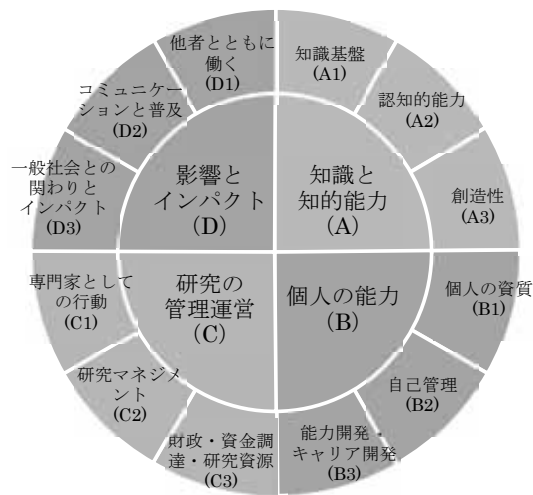 知識基盤
(A1)
認知的能力
(A2)
創造性
(A3)
知識と
知的能力
(A)
個人の資質
(B1)
自己管理
(B2)
能力開発・
キャリア開発
(B3)
個人の能力
(B)
専門家として
の行動
(C1)
研究マネジメ
ント
(C2)
財政・資金調
達・研究資源
(C3)
研究の
管理運営
(C)
他者とともに
働く
(D1)
コミュニケー
ションと普及
(D2)
一般社会との
関わりと
インパクト
(D3)
影響と
インパクト
(D)